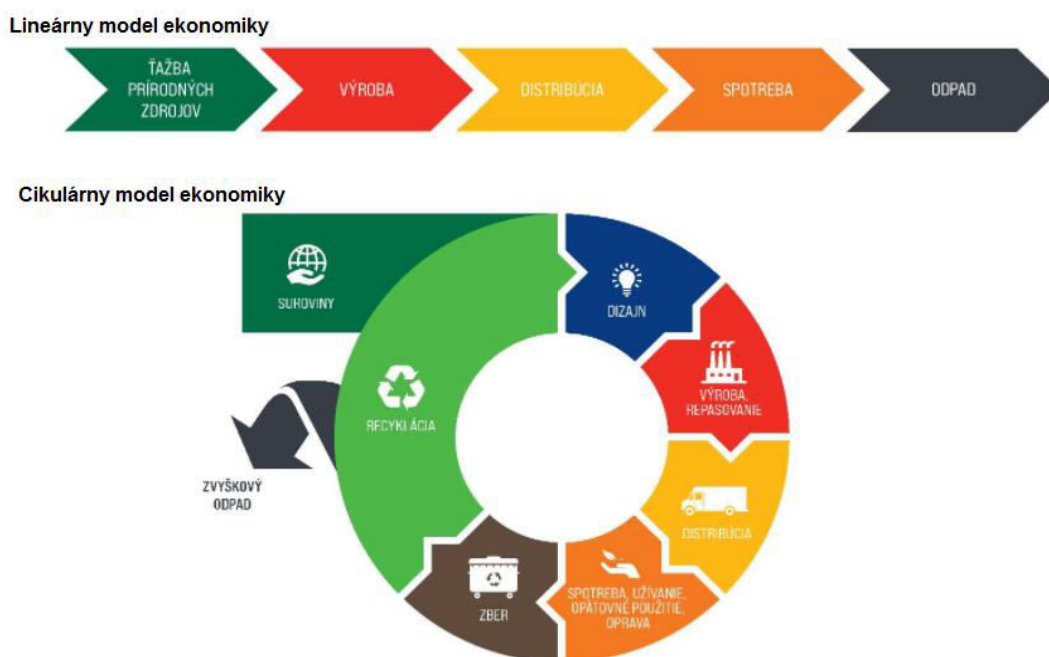 Lineárny model ekonomiky
ŤAŽBA
PRÍRODNÝCH
ZDROJOV
VÝROBA
DISTRIBÚCIA
SPOTREBA
ODPAD
Cikulárny model ekonomiky
SUROVINY
DIZAJN
VÝROBA,
REPASOVANIE
RECYKLÁCIA
ZVYŠKOVÝ
ODPAD
DISTRIBÚCIA
SPOTREBA, UŽÍVANIE,
OPÄTOVNÉ POUŽITIE,
OPRAVA
ZBER